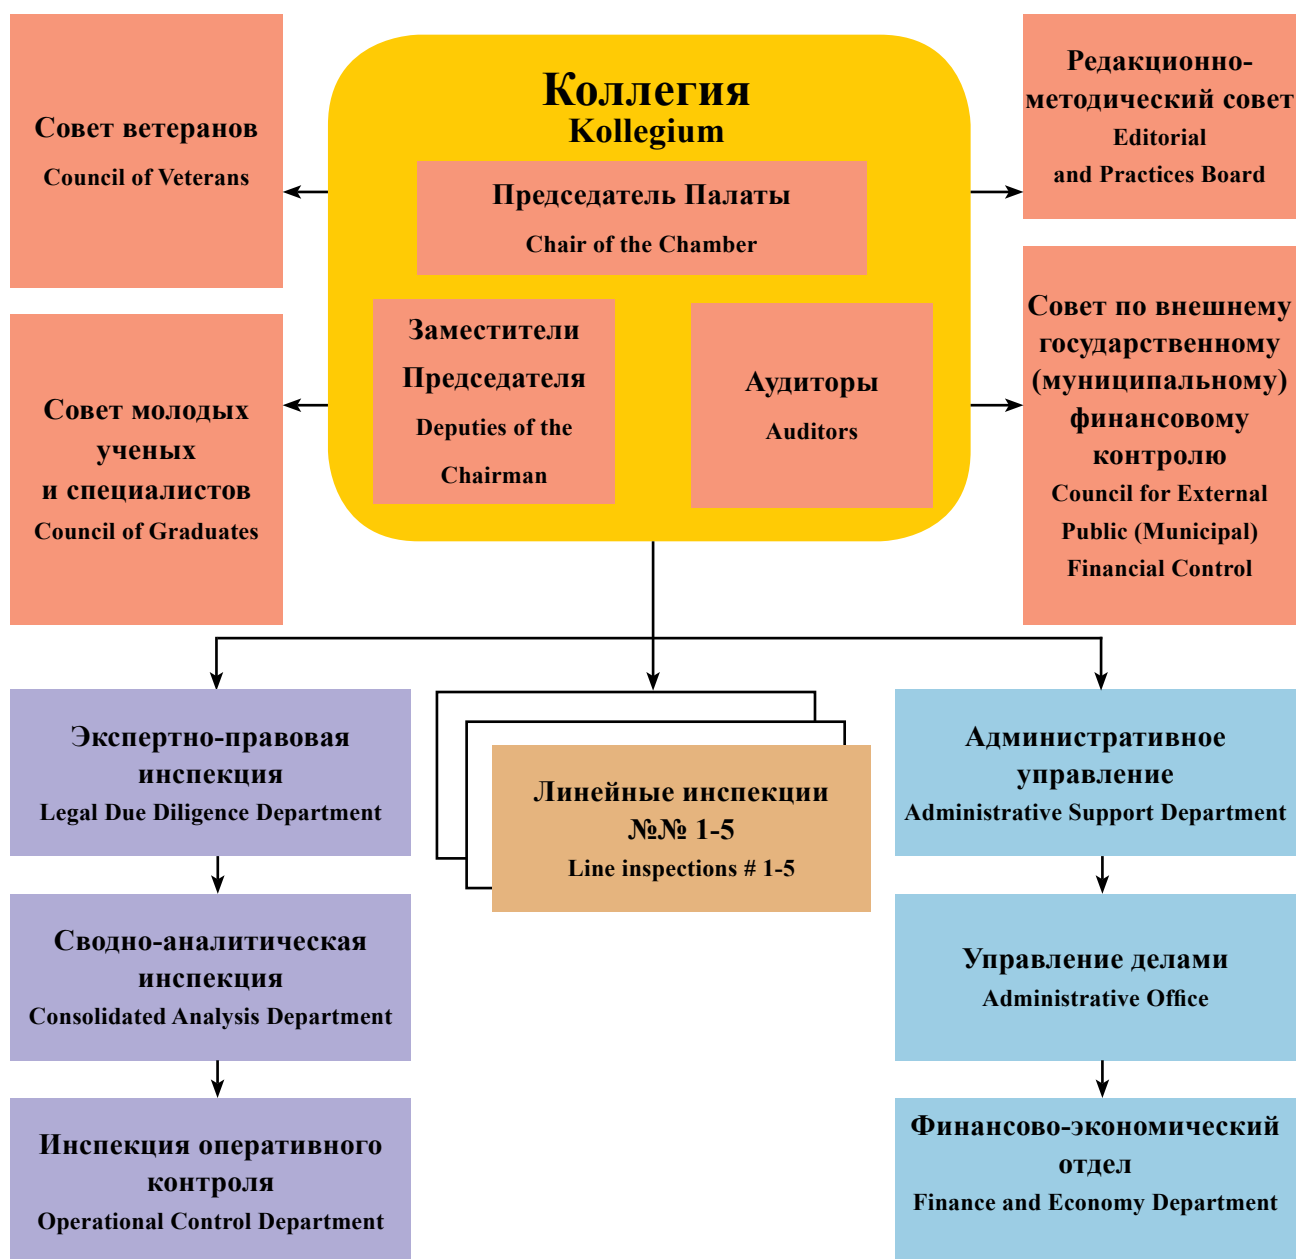 Совет ветеранов
Council of Veterans
Коллегия
Kollegium
Председатель Палаты
Chair of the Chamber
Заместители
Председателя
Deputies of the
Chairman
Аудиторы
Auditors
Редакционно-
методический совет
Editorial
and Practices Board
Совет молодых
ученых
и специалистов
Council of Graduates
Совет по внешнему
государственному
(муниципальному)
финансовому
контролю
Council for External
Public (Municipal)
Financial Control
Экспертно-правовая
инспекция
Legal Due Diligence Department
Линейные инспекции
№№ 1-5
Line inspections # 1-5
Административное
управление
Administrative Support Department
Сводно-аналитическая
инспекция
Consolidated Analysis Department
Управление делами
Administrative Office
Инспекция оперативного
контроля
Operational Control Department
Финансово-экономический
отдел
Finance and Economy Department